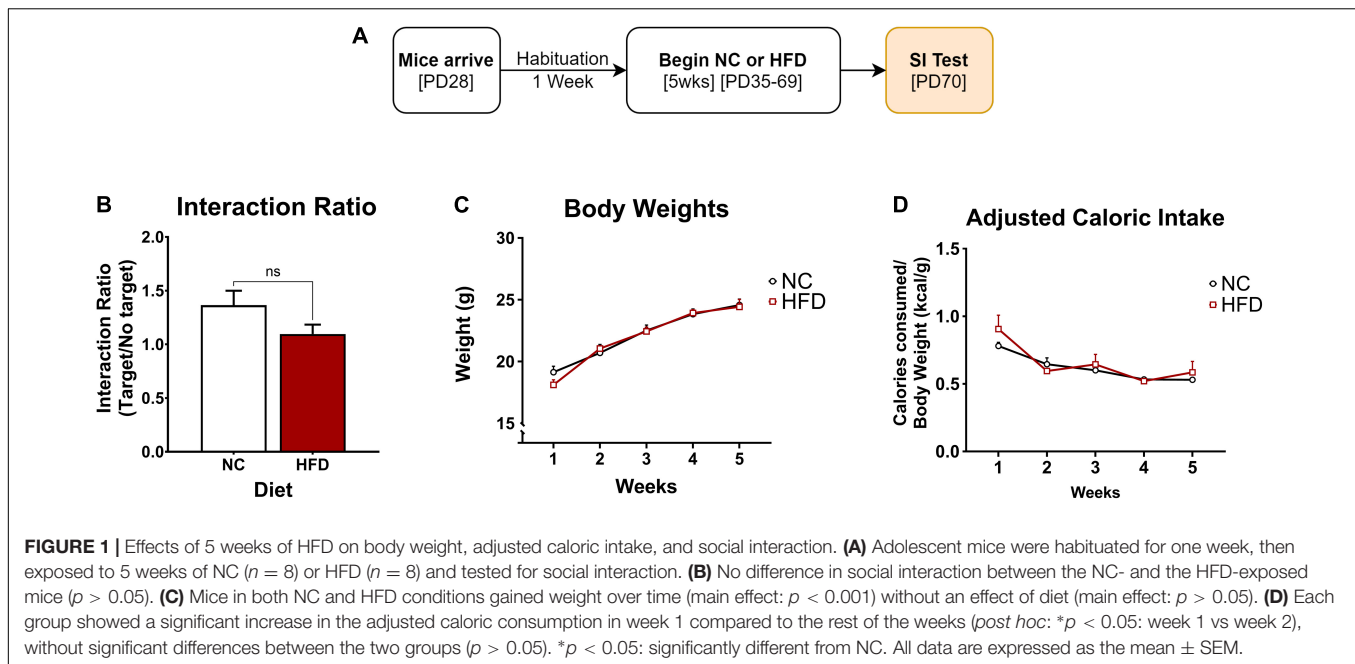 A
Mice arrive
[PD28]
Habituation
1 Week
Begin NC or HFD
[5wks] [PD35-69]
SI Test
[PD70]
B
Interaction Ratio
Interaction Ratio
(Target/No target)
2.0
1.5
1.0
0.5
0.0
ns
NC HFD
Diet
C
Body Weights
Weight (g)
30
25
20
15
1 2 3 4 5
Weeks
NC
HFD
D
Adjusted Caloric Intake
Calories consumed/
Body Weight (kcal/g)
1.5
1.0
0.5
0.0
1 2 3 4 5
Weeks
NC
HFD
FIGURE 1 | Effects of 5 weeks of HFD on body weight, adjusted caloric intake, and social interaction. (A) Adolescent mice were habituated for one week, then
exposed to 5 weeks of NC (n = 8) or HFD (n = 8) and tested for social interaction. (B) No difference in social interaction between the NC- and the HFD-exposed
mice (p > 0.05). (C) Mice in both NC and HFD conditions gained weight over time (main effect: p < 0.001) without an effect of diet (main effect: p > 0.05). (D) Each
group showed a significant increase in the adjusted caloric consumption in week 1 compared to the rest of the weeks (post hoc: *p < 0.05: week 1 vs week 2),
without significant differences between the two groups (p > 0.05). *p < 0.05: significantly different from NC. All data are expressed as the mean ± SEM.